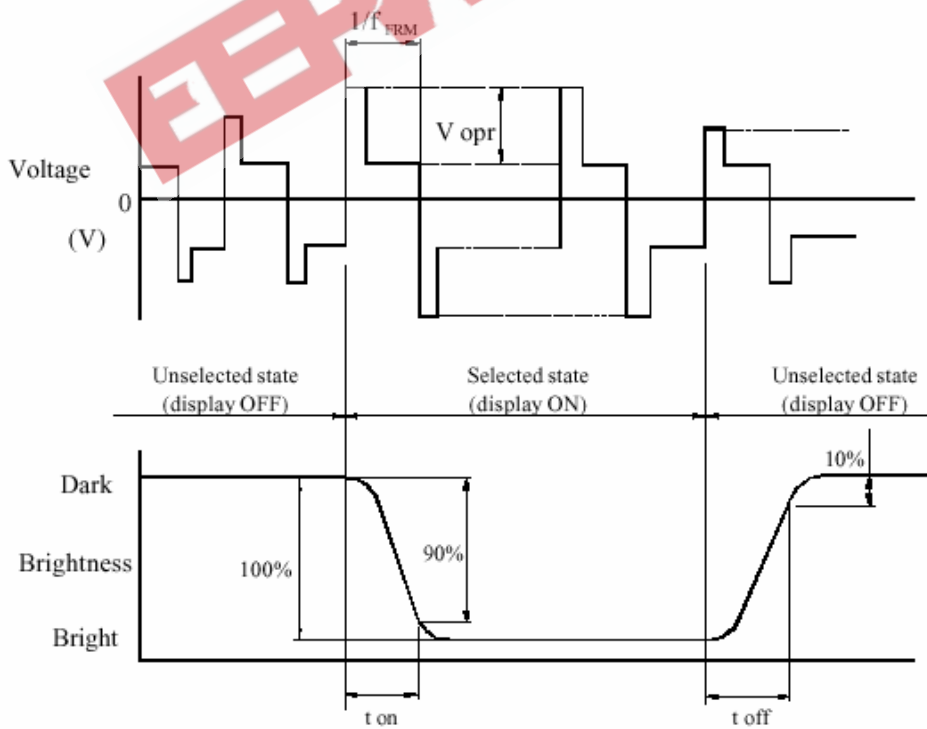 1/f FRM
V opr
Voltage
0
(V)
Unselected state
(display OFF)
Selected state
(display ON)
Unselected state
(display OFF)
Dark
Brightness
Bright
100%
90%
10%
t on
t off